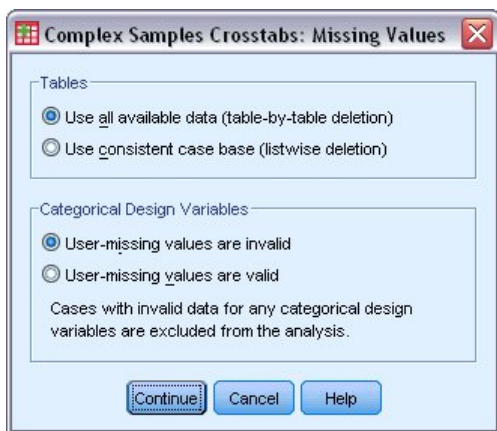 Complex Samples Crosstabs: Missing Values
Tables
Use all available data (table-by-table deletion)
Use consistent case base (listwise deletion)
Categorical Design Variables
User-missing values are invalid
User-missing values are valid
Cases with invalid data for any categorical design
variables are excluded from the analysis.
Continue Cancel Help